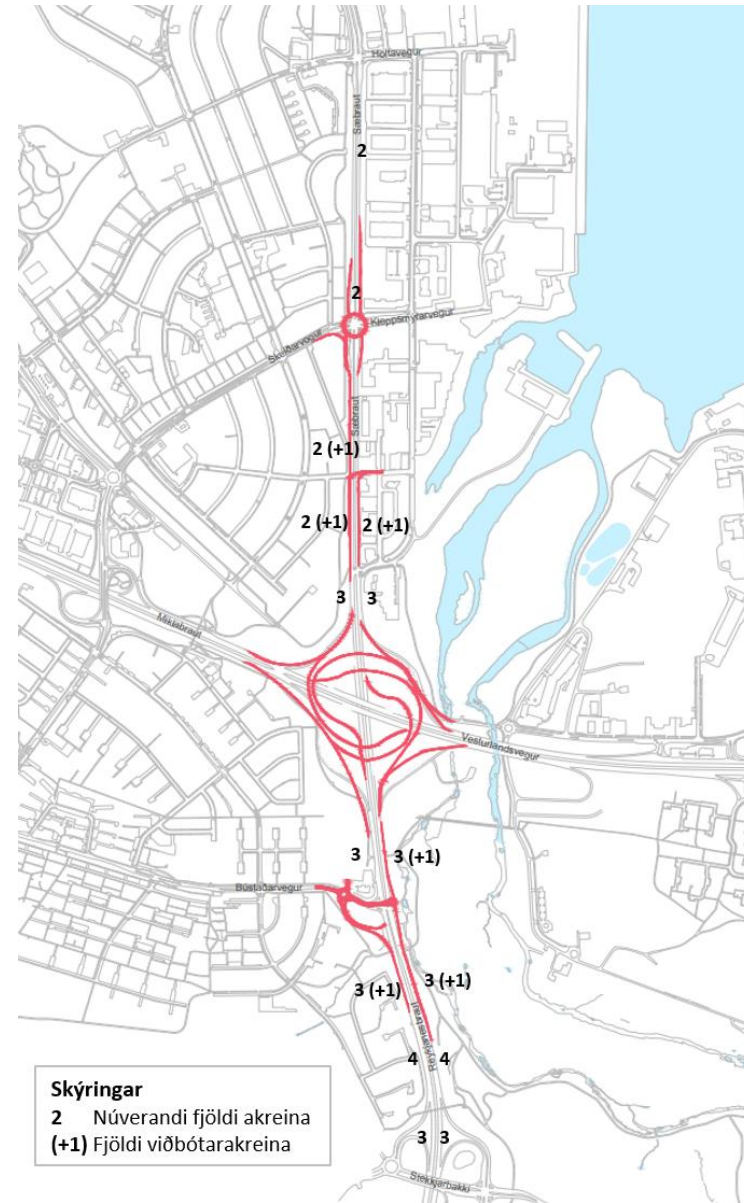 Holtavegur
Sæbraut
2
2
Kleppsmýrarvegur
Skeiðarvogur
Sæbraut
2 (+1)
2 (+1)
2 (+1)
3
3
Miklabraut
Vesturlandsvegur
3
3 (+1)
Bústaðarvegur
3 (+1)
3 (+1)
Reykjanesbraut
4
4
3
3
Stekkjarbakki
Skýringar
2 Núverandi fjöldi akreina
(+1) Fjöldi viðbótarakreina